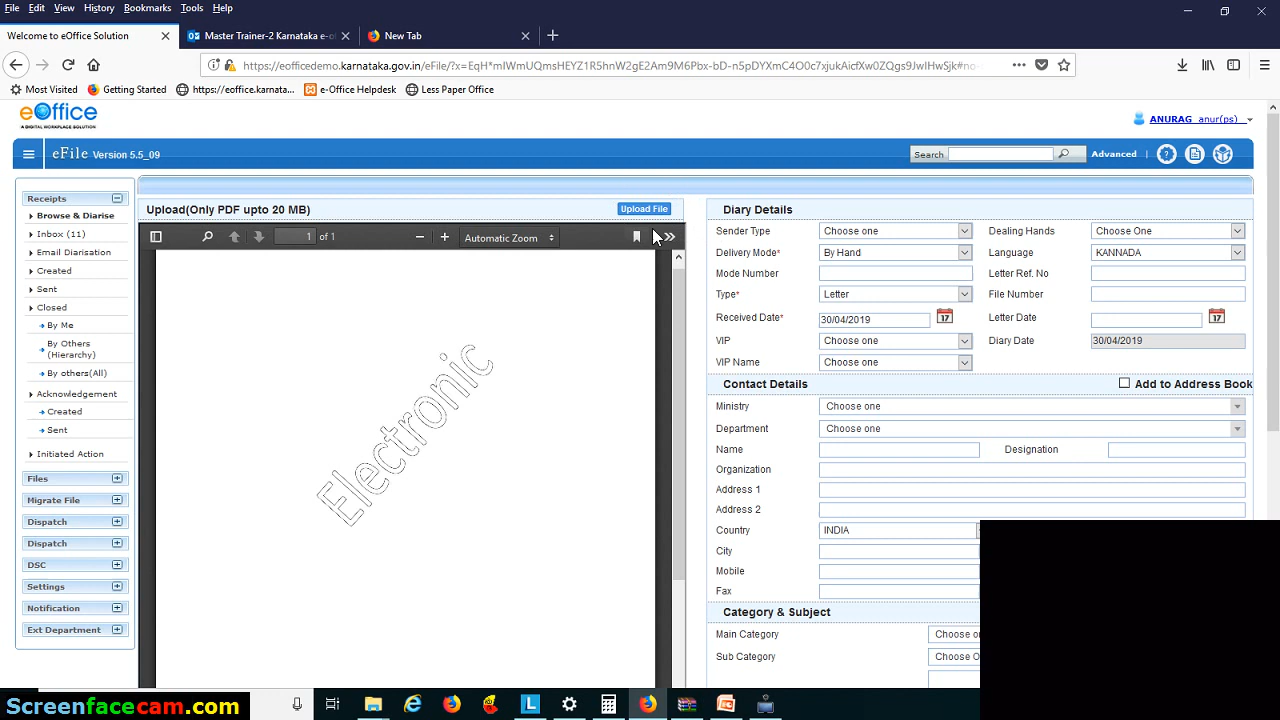 File Edit View History Bookmarks Tools Help
Welcome to eOffice Solution
Master Trainer-2 Karnataka e-o
New Tab
https://eofficedemo.karnataka.gov.in/eFile/?x=EqH*mIWmUQmsHEYZ1R5hnW2gE2Am9M6Pbx-bD-n5pDYXmC4O0c7xjukAicfXw0ZQgs9JwIHwSjk#no
Most Visited Getting Started https://eoffice.karnata... e-Office Helpdesk Less Paper Office
eOffice
A DIGITAL WORKPLACE SOLUTION
ANURAG anur(ps)
eFile Version 5.5_09
Search Advanced
Receipts
Browse & Diarise
Inbox (11)
Email Diarisation
Created
Sent
Closed
By Me
By Others
(Hierarchy)
By others(All)
Acknowledgement
Created
Sent
Initiated Action
Files
Migrate File
Dispatch
Dispatch
DSC
Settings
Notification
Ext Department
Upload(Only PDF upto 20 MB) Upload File
1 of 1 Automatic Zoom
Electronic
Diary Details
Sender Type Choose one Dealing Hands Choose One
Delivery Mode* By Hand Language KANNADA
Mode Number Letter Ref. No
Type* Letter File Number
Received Date* 30/04/2019 17 Letter Date 17
VIP Choose one Diary Date 30/04/2019
VIP Name Choose one
Contact Details Add to Address Book
Ministry Choose one
Department Choose one
Name Designation
Organization
Address 1
Address 2
Country INDIA
City
Mobile
Fax
Category & Subject
Main Category Choose o
Sub Category Choose O
Screenfacecam.com